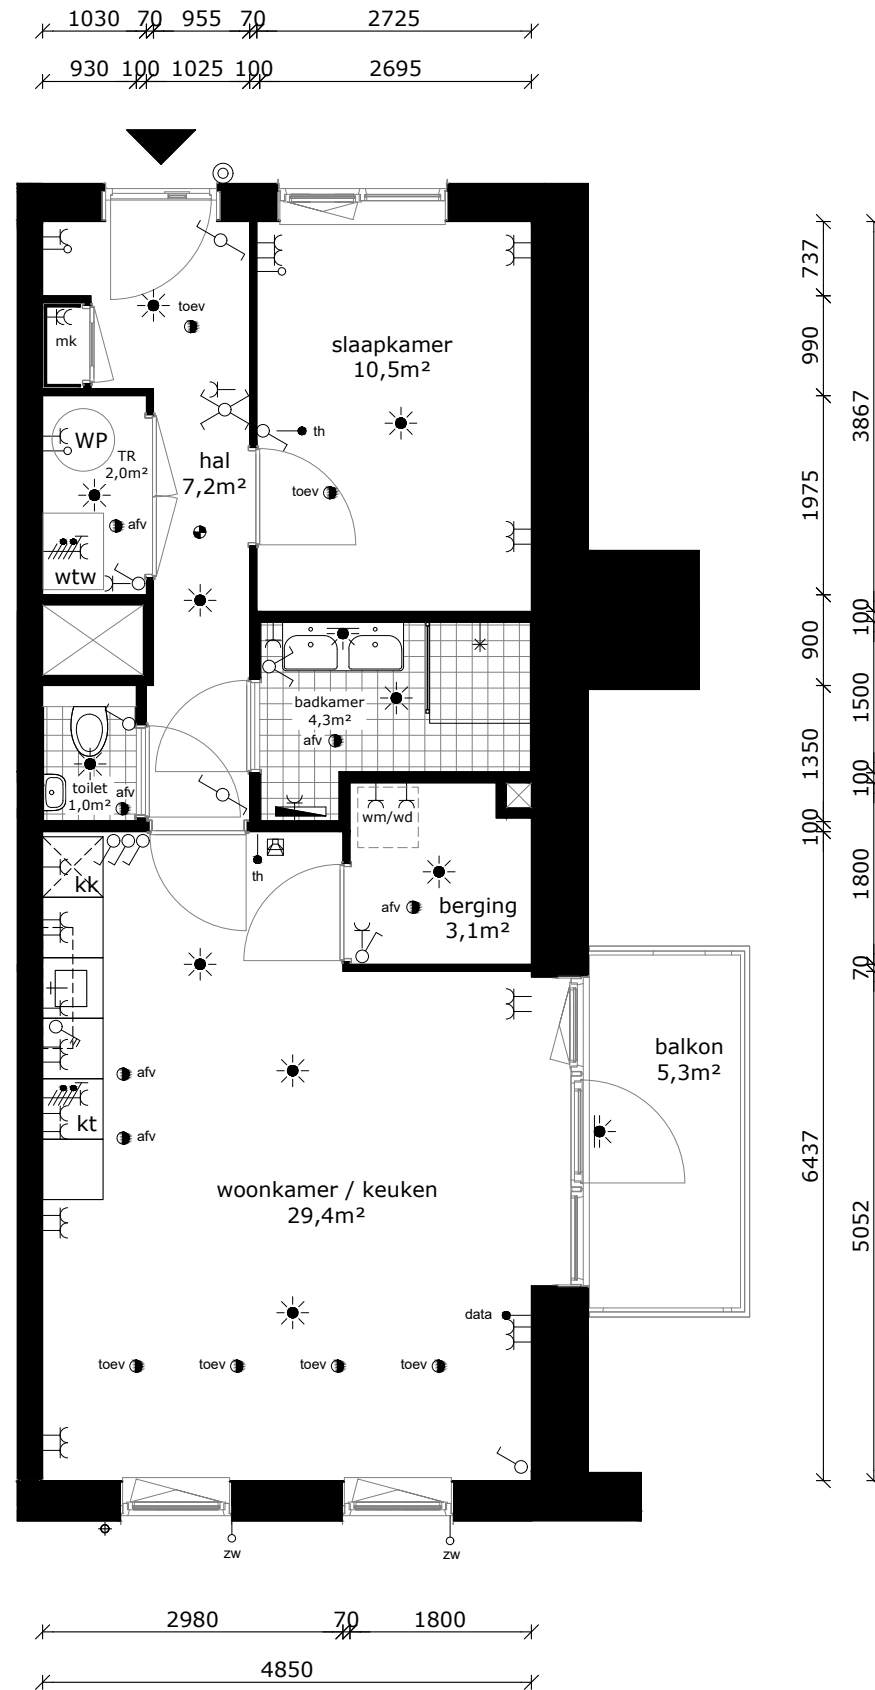 1030 70 955 70 2725
930 100 1025 100 2695
737
990
3867
1975
100
900
1500
1350
100
100
1800
70
6437
5052
toev
mk
slaapkamer
10,5m²
WP
TR
2,0m²
th
hal
7,2m²
toev
afv
wtw
badkamer
4,3m²
afv
toilet
1,0m²
afv
wm/wd
th
kk
afv
berging
3,1m²
balkon
5,3m²
afv
kt
afv
woonkamer / keuken
29,4m²
data
toev toev toev toev
zw zw
2980 70 1800
4850